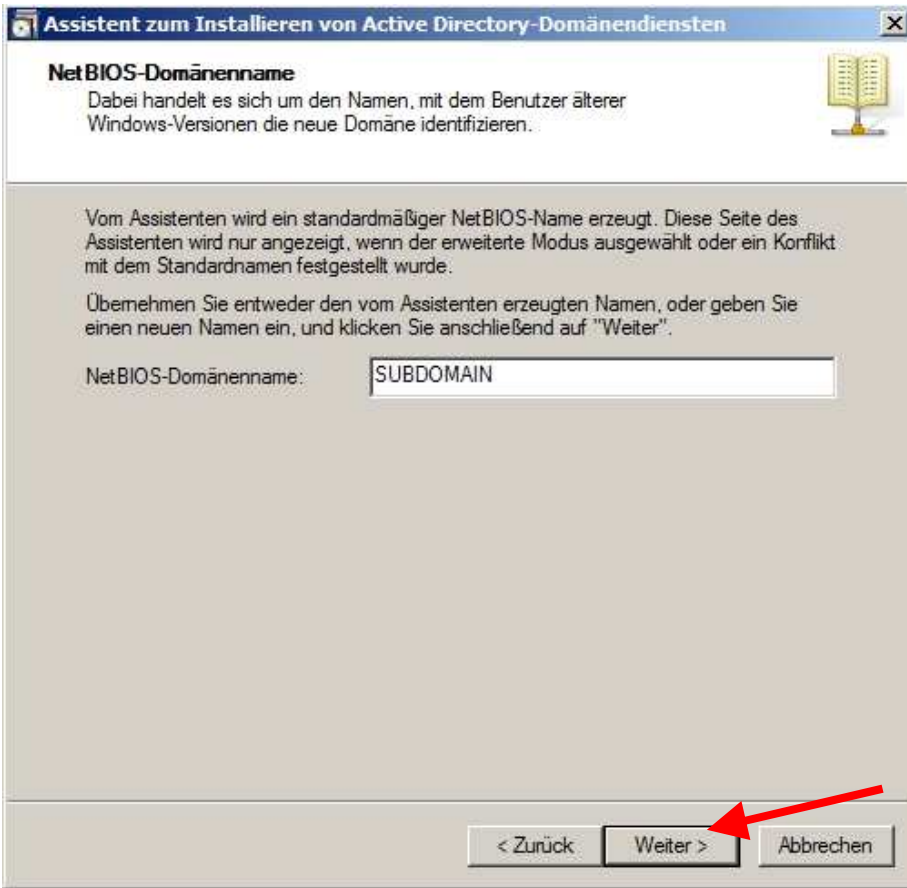 Assistent zum Installieren von Active Directory-Domänendiensten
NetBIOS-Domänenname
Dabei handelt es sich um den Namen, mit dem Benutzer älterer
Windows-Versionen die neue Domäne identifizieren.
Vom Assistenten wird ein standardmäßiger NetBIOS-Name erzeugt. Diese Seite des
Assistenten wird nur angezeigt, wenn der erweiterte Modus ausgewählt oder ein Konflikt
mit dem Standardnamen festgestellt wurde.
Übernehmen Sie entweder den vom Assistenten erzeugten Namen, oder geben Sie
einen neuen Namen ein, und klicken Sie anschließend auf "Weiter".
NetBIOS-Domänenname: SUBDOMAIN
< Zurück Weiter > Abbrechen